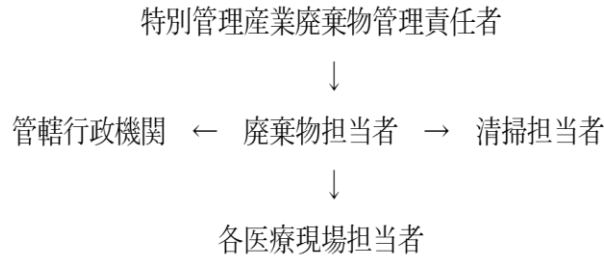 特別管理産業廃棄物管理責任者
↓
管轄行政機関 ← 廃棄物担当者 → 清掃担当者
↓
各医療現場担当者